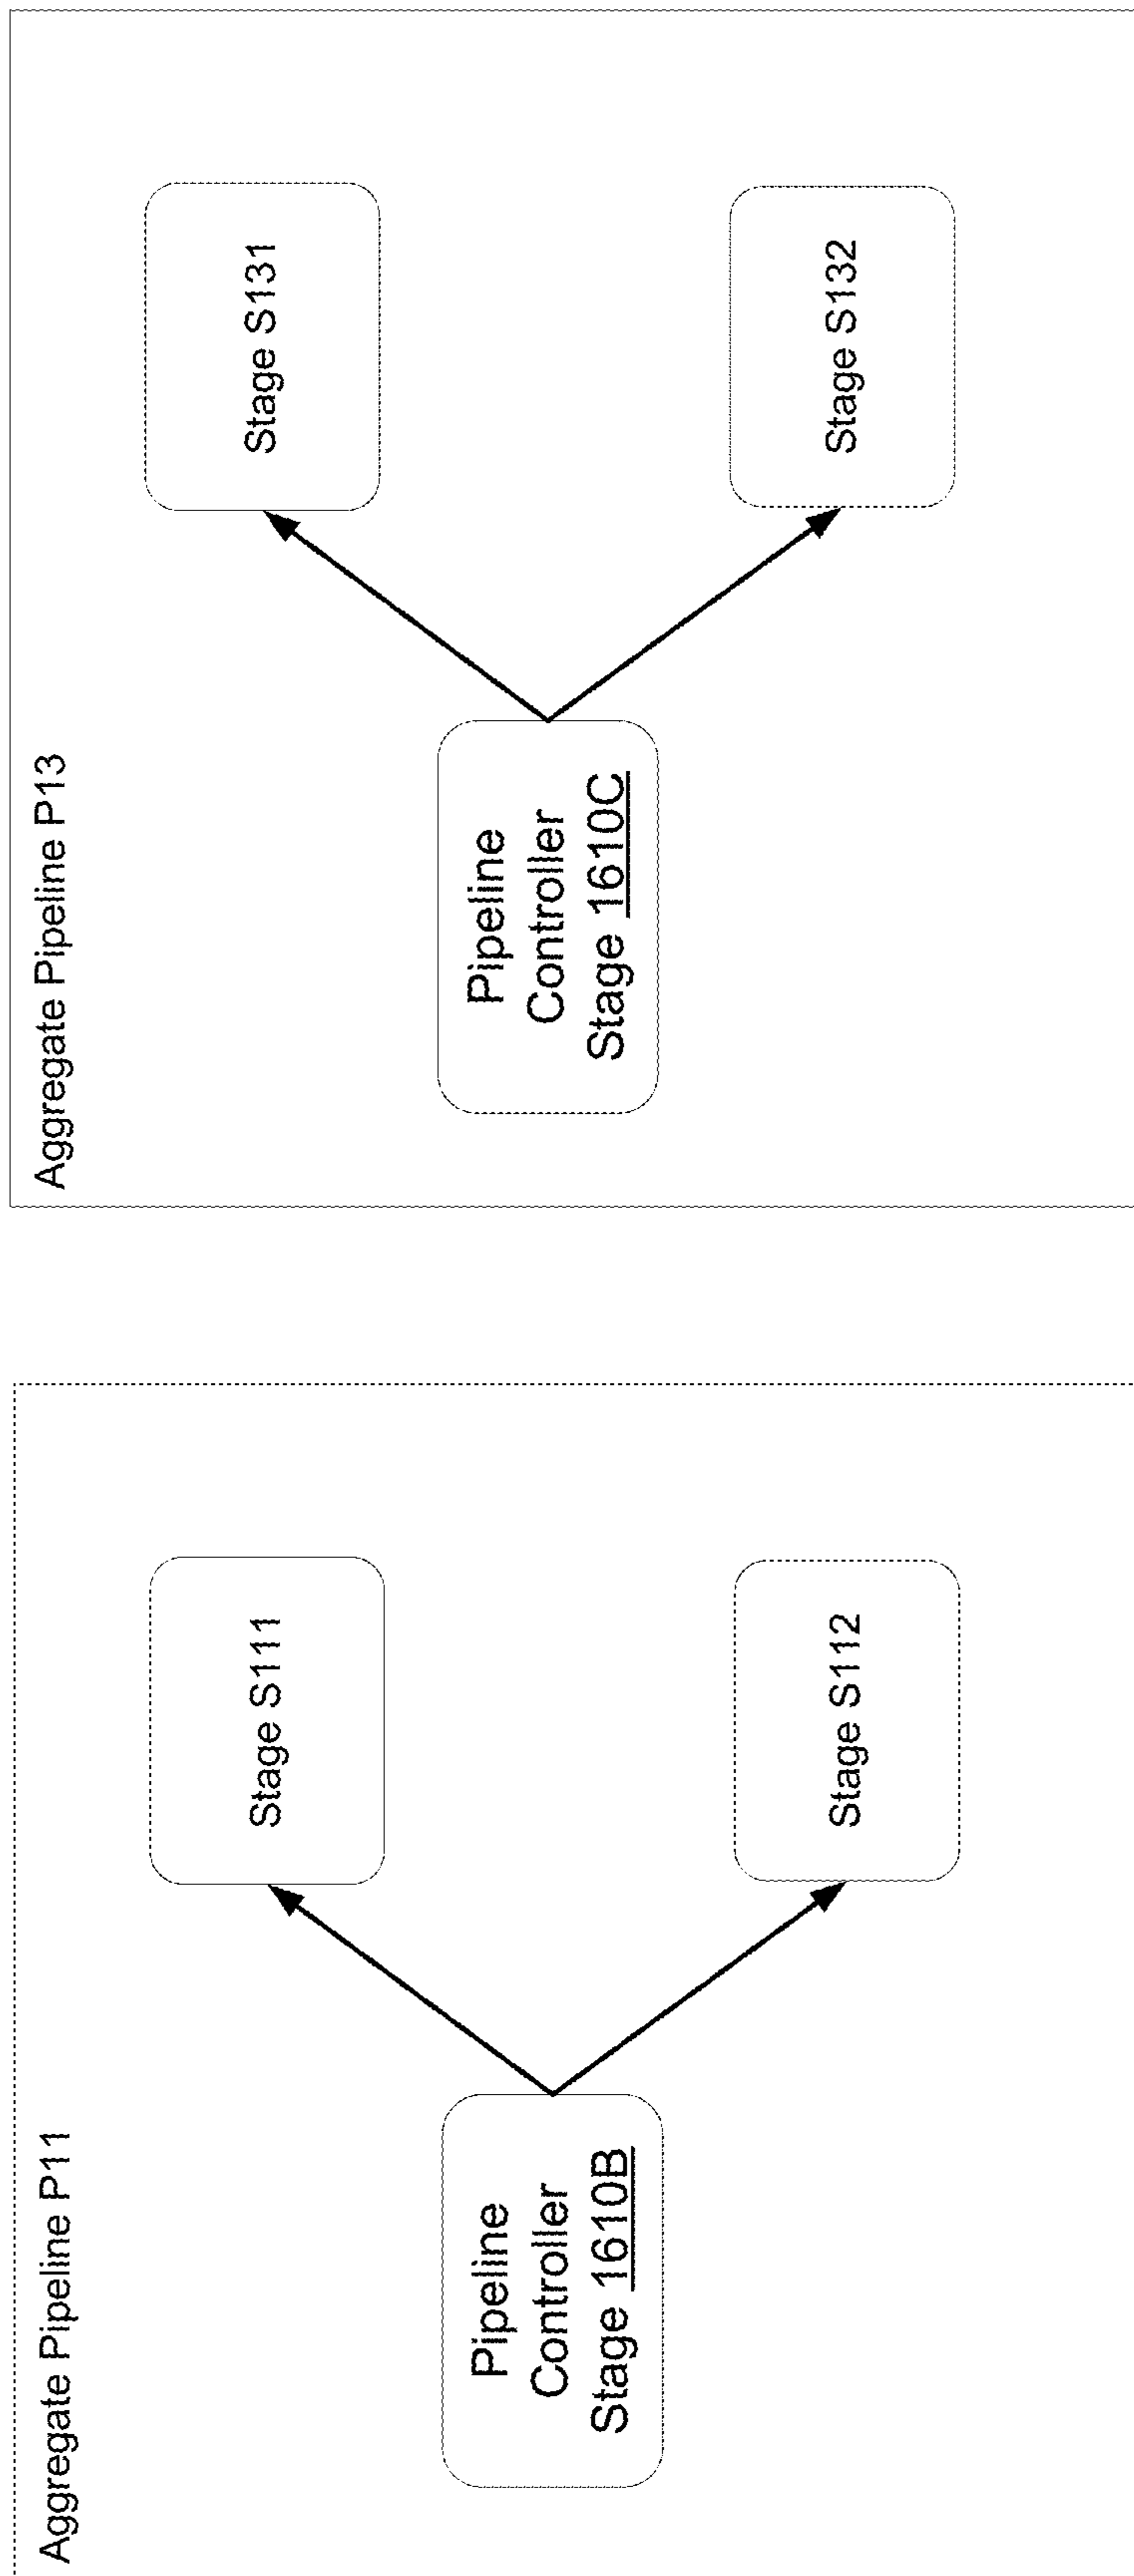 Aggregate Pipeline P11
Pipeline
Controller
Stage 1610B
Stage S111
Stage S112
Aggregate Pipeline P13
Pipeline
Controller
Stage 1610C
Stage S131
Stage S132